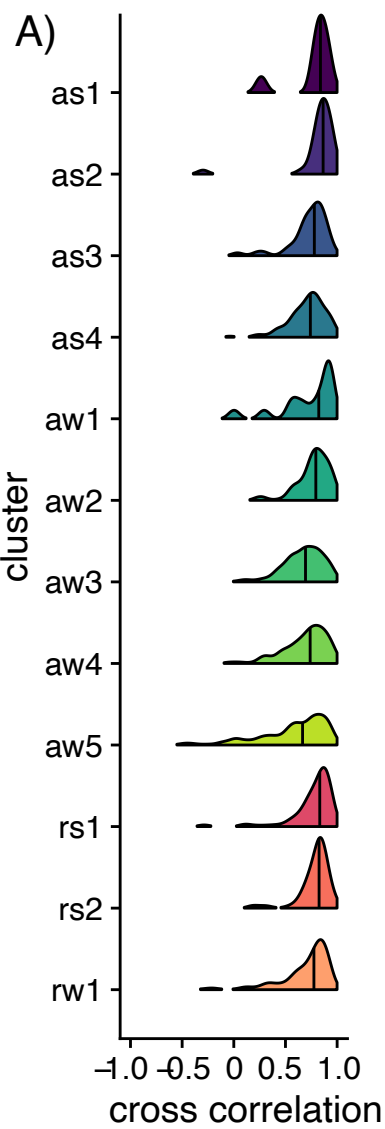 A)
as1
as2
as3
as4
aw1
aw2
aw3
aw4
aw5
rs1
rs2
rw1
cluster
−1.0 −0.5 0 0.5 1.0
cross correlation